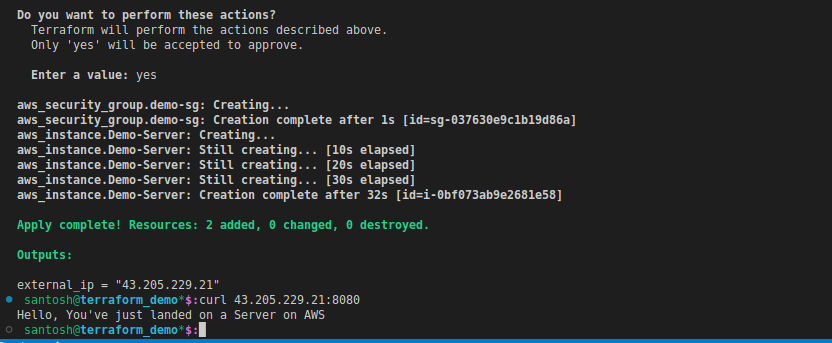 Do you want to perform these actions?
Terraform will perform the actions described above.
Only 'yes' will be accepted to approve.
Enter a value: yes
aws_security_group.demo-sg: Creating...
aws_security_group.demo-sg: Creation complete after 1s [id=sg-037630e9c1b19d86a]
aws_instance.Demo-Server: Creating...
aws_instance.Demo-Server: Still creating... [10s elapsed]
aws_instance.Demo-Server: Still creating... [20s elapsed]
aws_instance.Demo-Server: Still creating... [30s elapsed]
aws_instance.Demo-Server: Creation complete after 32s [id=i-0bf073ab9e2681e58]
Apply complete! Resources: 2 added, 0 changed, 0 destroyed.
Outputs:
external_ip = "43.205.229.21"
santosh@terraform_demo*$:curl 43.205.229.21:8080
Hello, You've just landed on a Server on AWS
santosh@terraform_demo*$: